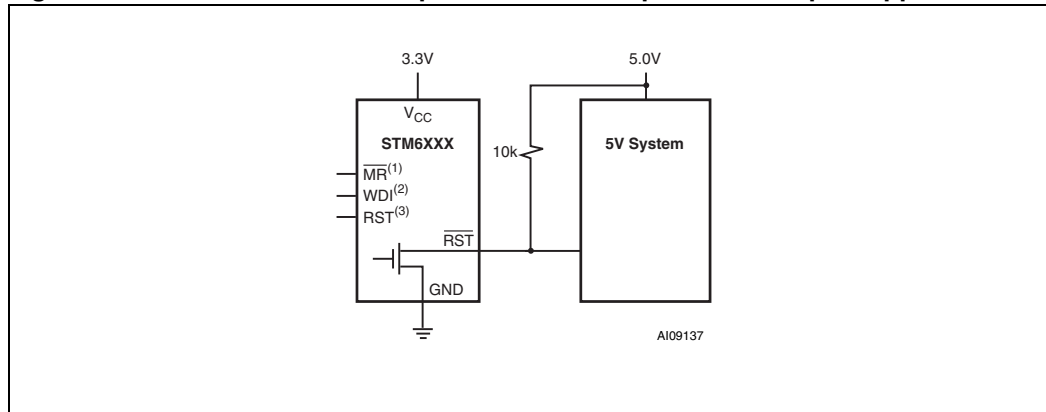 3.3V
5.0V
VCC
STM6XXX
5V System
10k
MR(1)
WDI(2)
RST(3)
RST
GND
AI09137